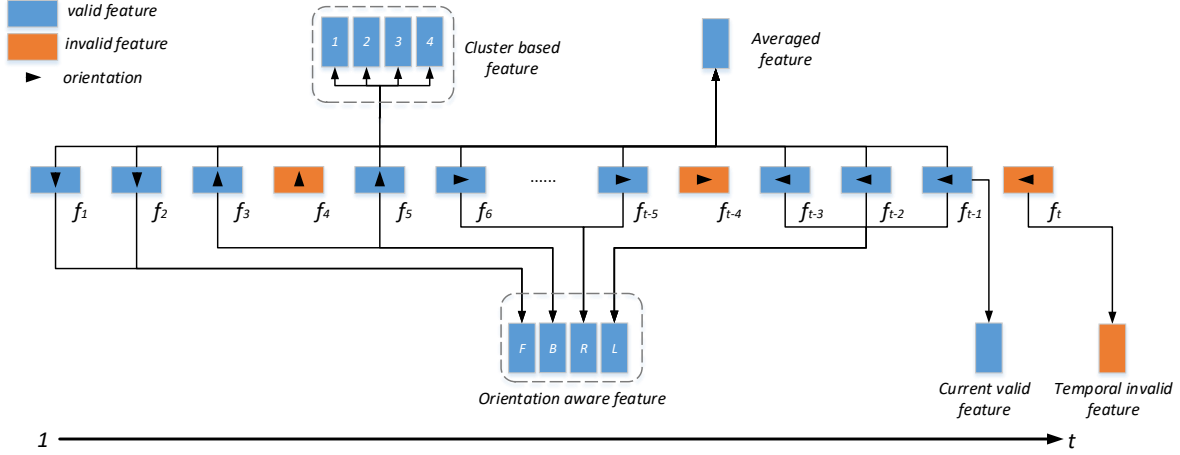 valid feature
invalid feature
orientation
1 2 3 4
Cluster based
feature
Averaged
feature
......
f1 f2 f3 f4 f5 f6 ft-5 ft-4 ft-3 ft-2 ft-1 ft
F B R L
Orientation aware feature
Current valid
feature
Temporal invalid
feature
1 t